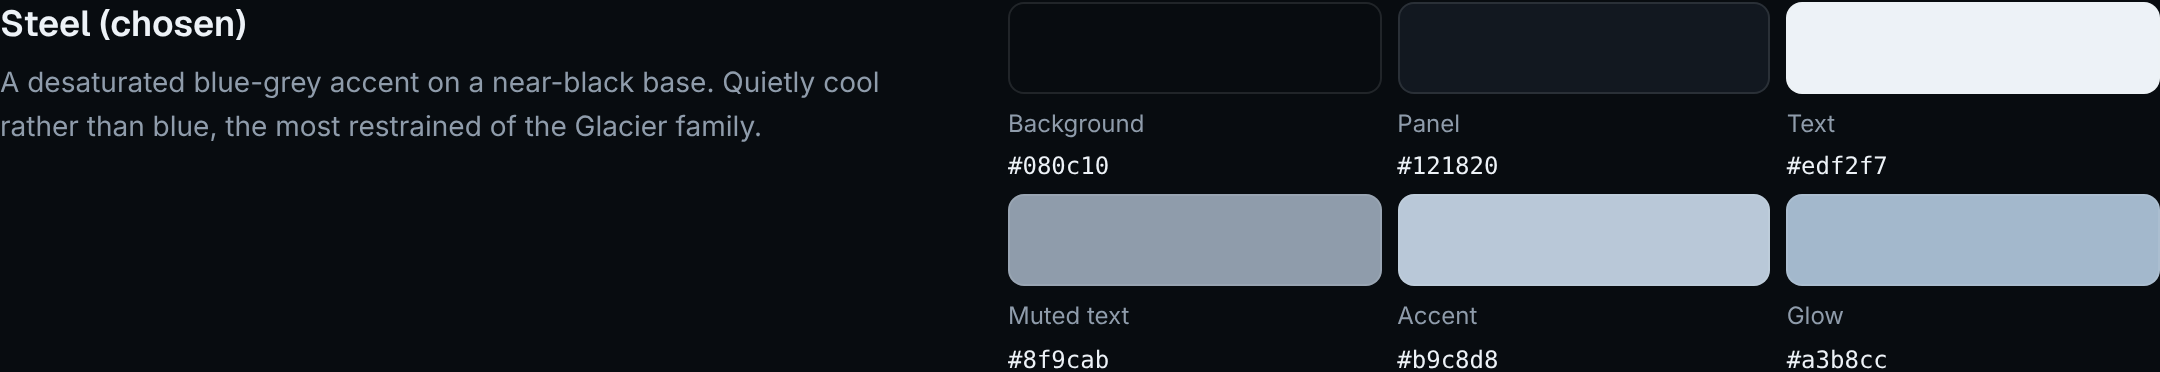 Steel (chosen)
A desaturated blue-grey accent on a near-black base. Quietly cool
rather than blue, the most restrained of the Glacier family.
Background
#080c10
Panel
#121820
Text
#edf2f7
Muted text
#8f9cab
Accent
#b9c8d8
Glow
#a3b8cc